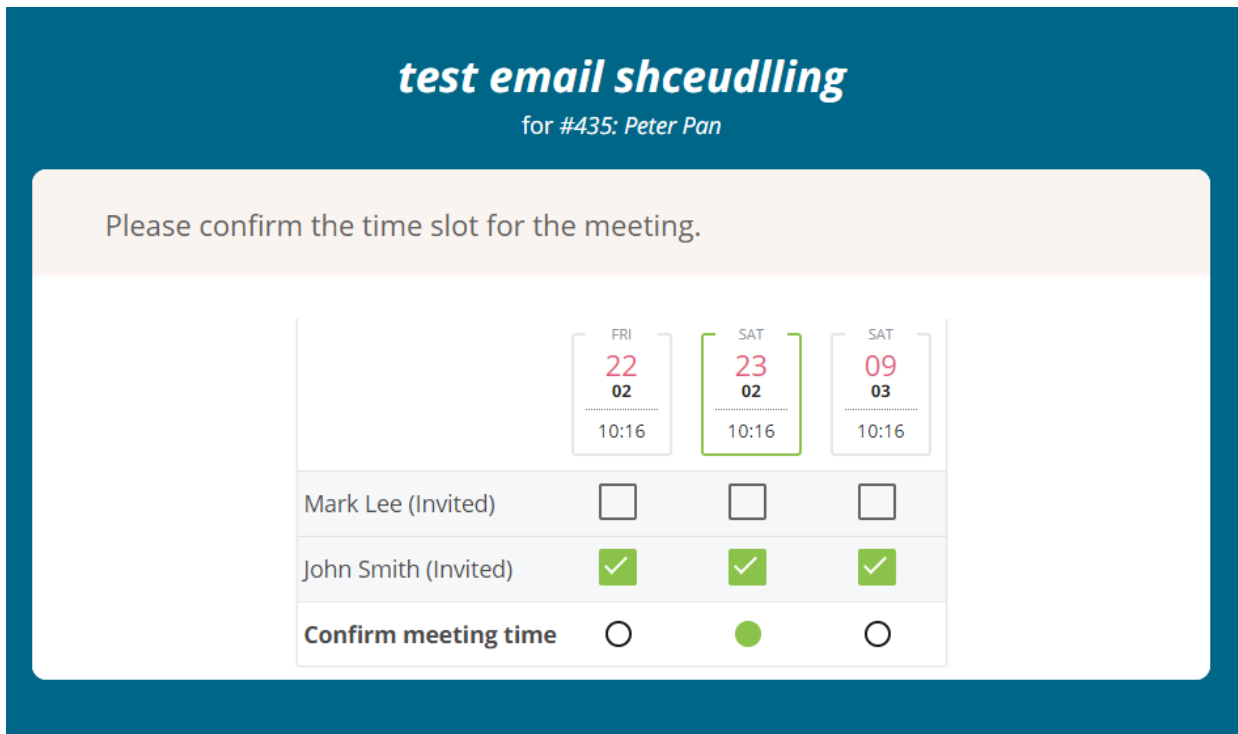 test email shceudlling
for #435: Peter Pan
Please confirm the time slot for the meeting.
FRI SAT SAT
22 23 09
02 02 03
10:16 10:16 10:16
Mark Lee (Invited)
John Smith (Invited)
Confirm meeting time